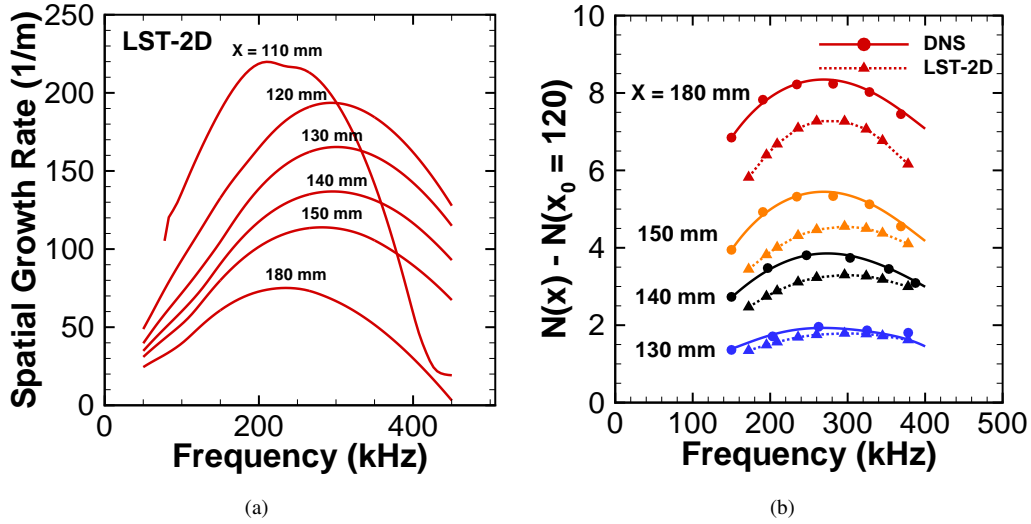 (a)
LST-2D
X = 110 mm
120 mm
130 mm
140 mm
150 mm
180 mm
Spatial Growth Rate (1/m)
250
200
150
100
50
0
0 200 400
Frequency (kHz)
(a)
(b)
DNS
LST-2D
X = 180 mm
150 mm
140 mm
130 mm
N(x) - N(x0 = 120)
10
8
6
4
2
0
0 100 200 300 400 500
Frequency (kHz)
(b)